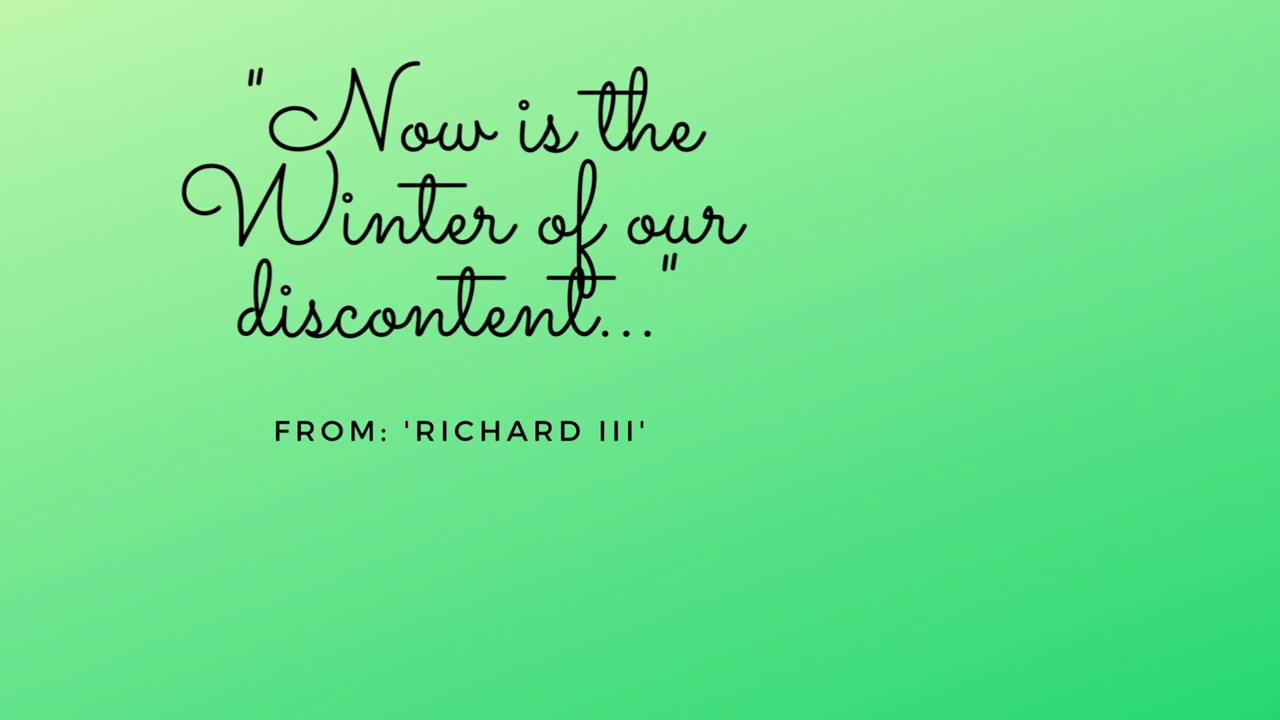 "Now is the
Winter of our
discontent... "
FROM: 'RICHARD III'